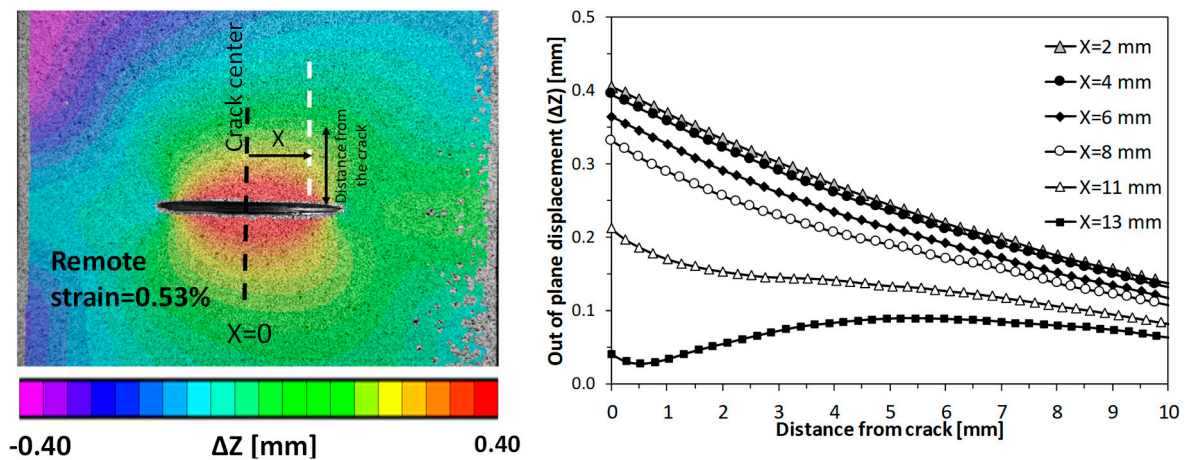 Crack center
X
Distance from
the crack
Remote
strain=0.53%
X=0
-0.40
ΔZ [mm]
0.40
Out of plane displacement (ΔZ) [mm]
0.5
0.4
0.3
0.2
0.1
0.0
0 1 2 3 4 5 6 7 8 9 10
Distance from crack [mm]
X=2 mm
X=4 mm
X=6 mm
X=8 mm
X=11 mm
X=13 mm